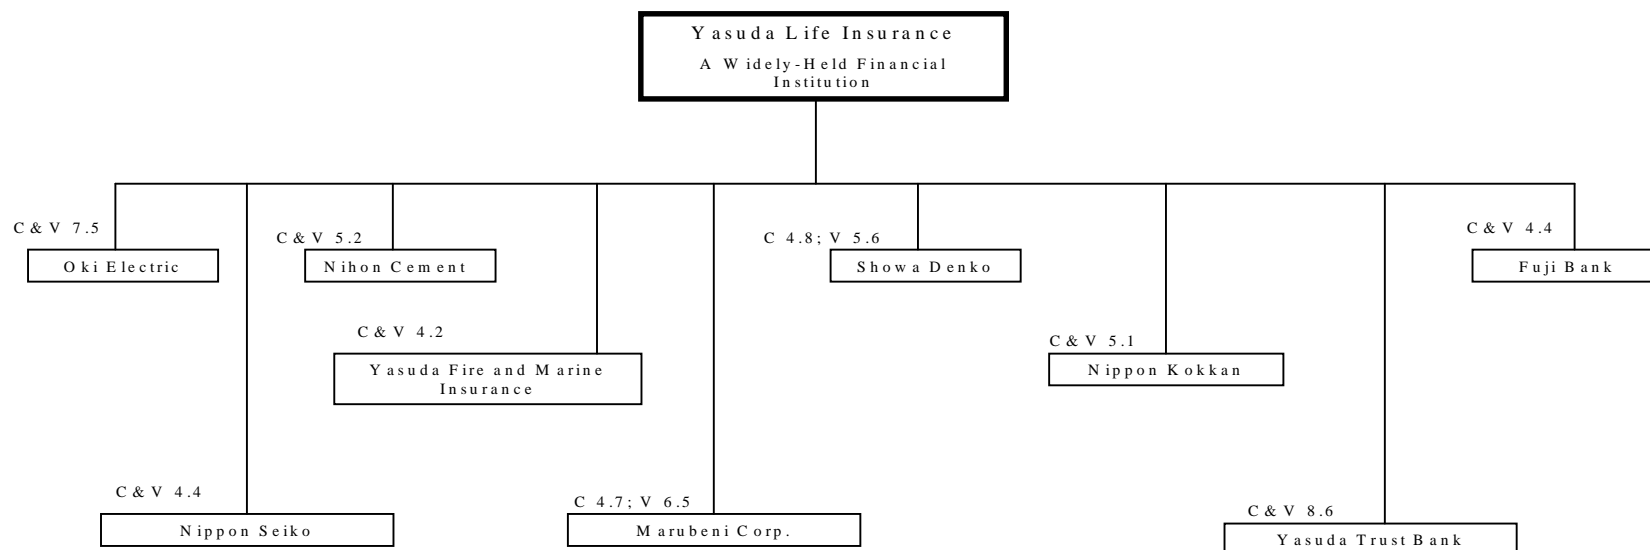 Yasuda Life Insurance
A Widely-Held Financial
Institution
C & V 7.5
Oki Electric
C & V 5.2
Nihon Cement
C 4.8; V 5.6
Showa Denko
C & V 4.4
Fuji Bank
C & V 4.2
Yasuda Fire and Marine
Insurance
C & V 5.1
Nippon Kokkan
C & V 4.4
Nippon Seiko
C 4.7; V 6.5
Marubeni Corp.
C & V 8.6
Yasuda Trust Bank